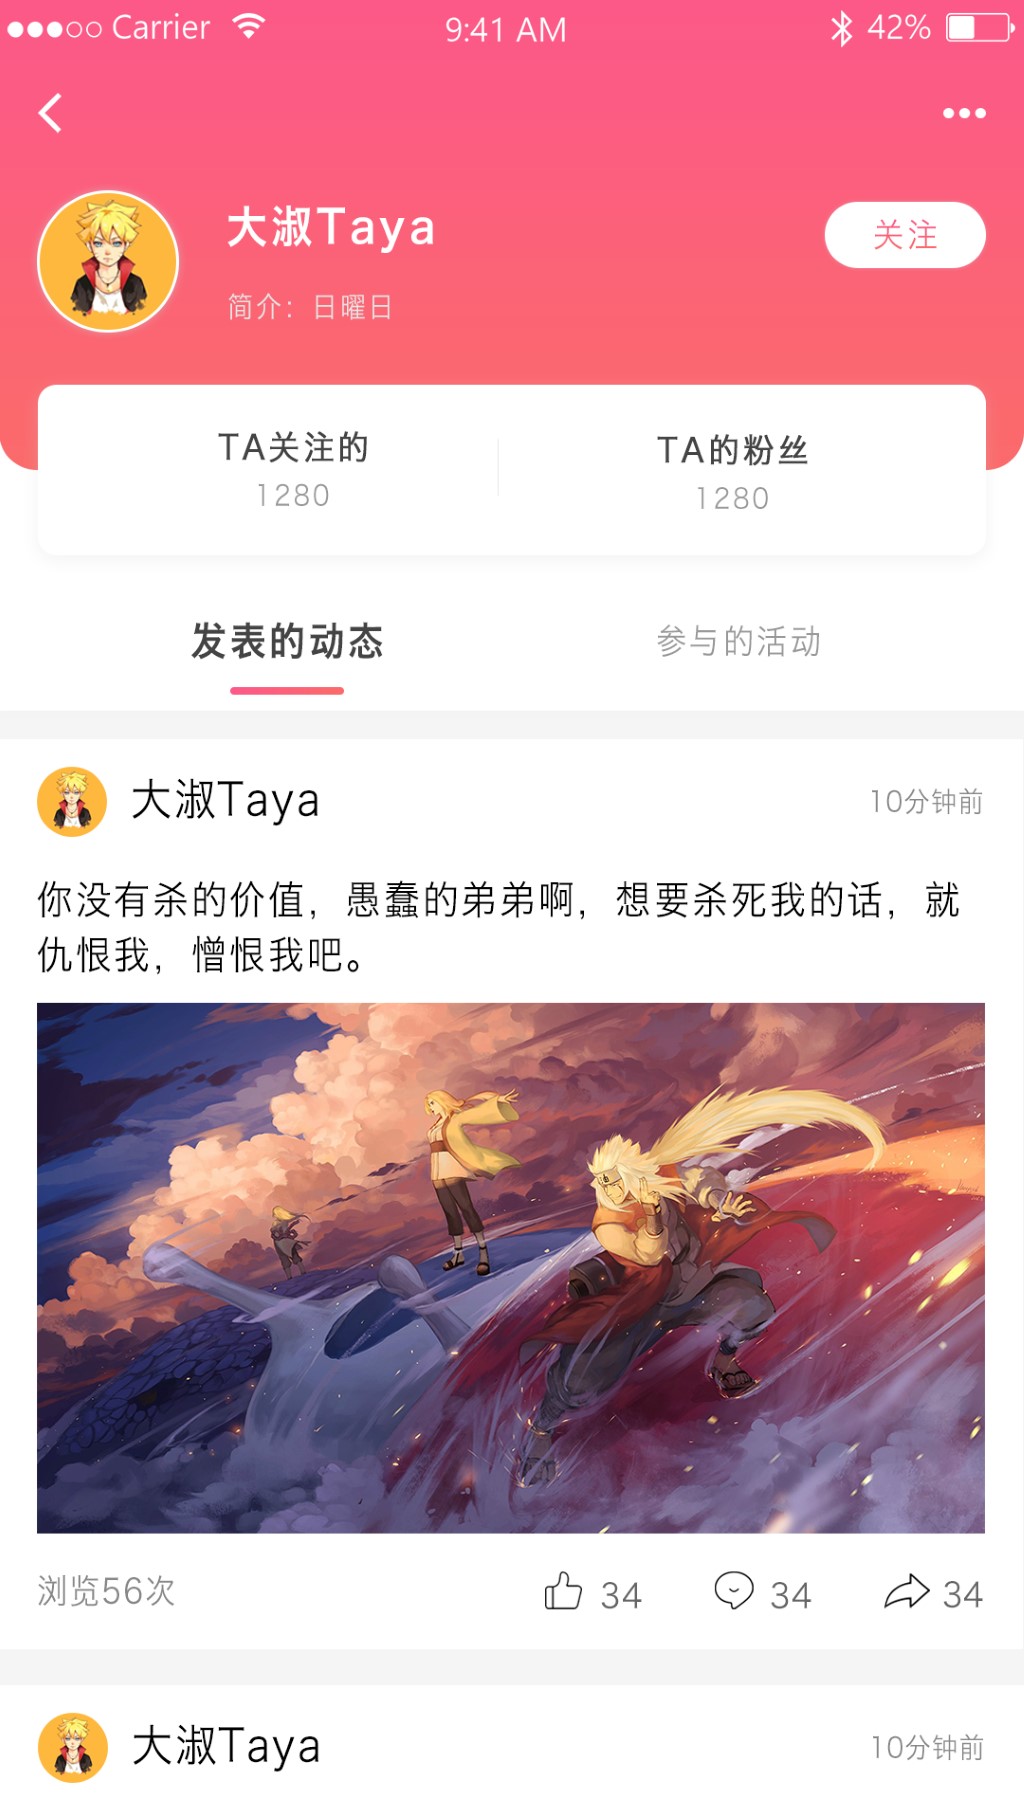 Carrier 9:41 AM 42%
大淑Taya
关注
简介：日曜日
TA关注的
1280
TA的粉丝
1280
发表的动态
参与的活动
大淑Taya
10分钟前
你没有杀的价值，愚蠢的弟弟啊，想要杀死我的话，就
仇恨我，憎恨我吧。
浏览56次 34 34 34
大淑Taya
10分钟前